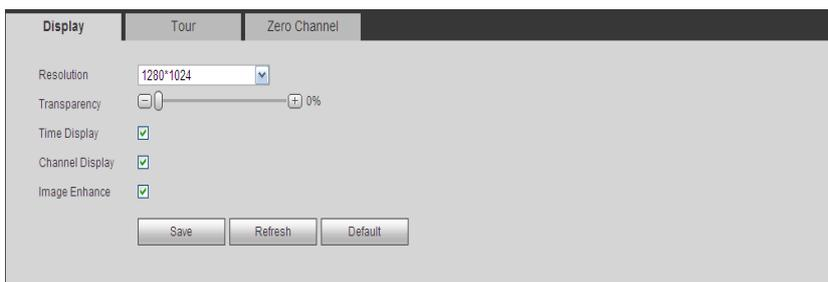 Display Tour Zero Channel
Resolution 1280*1024
Transparency 0%
Time Display
Channel Display
Image Enhance
Save Refresh Default